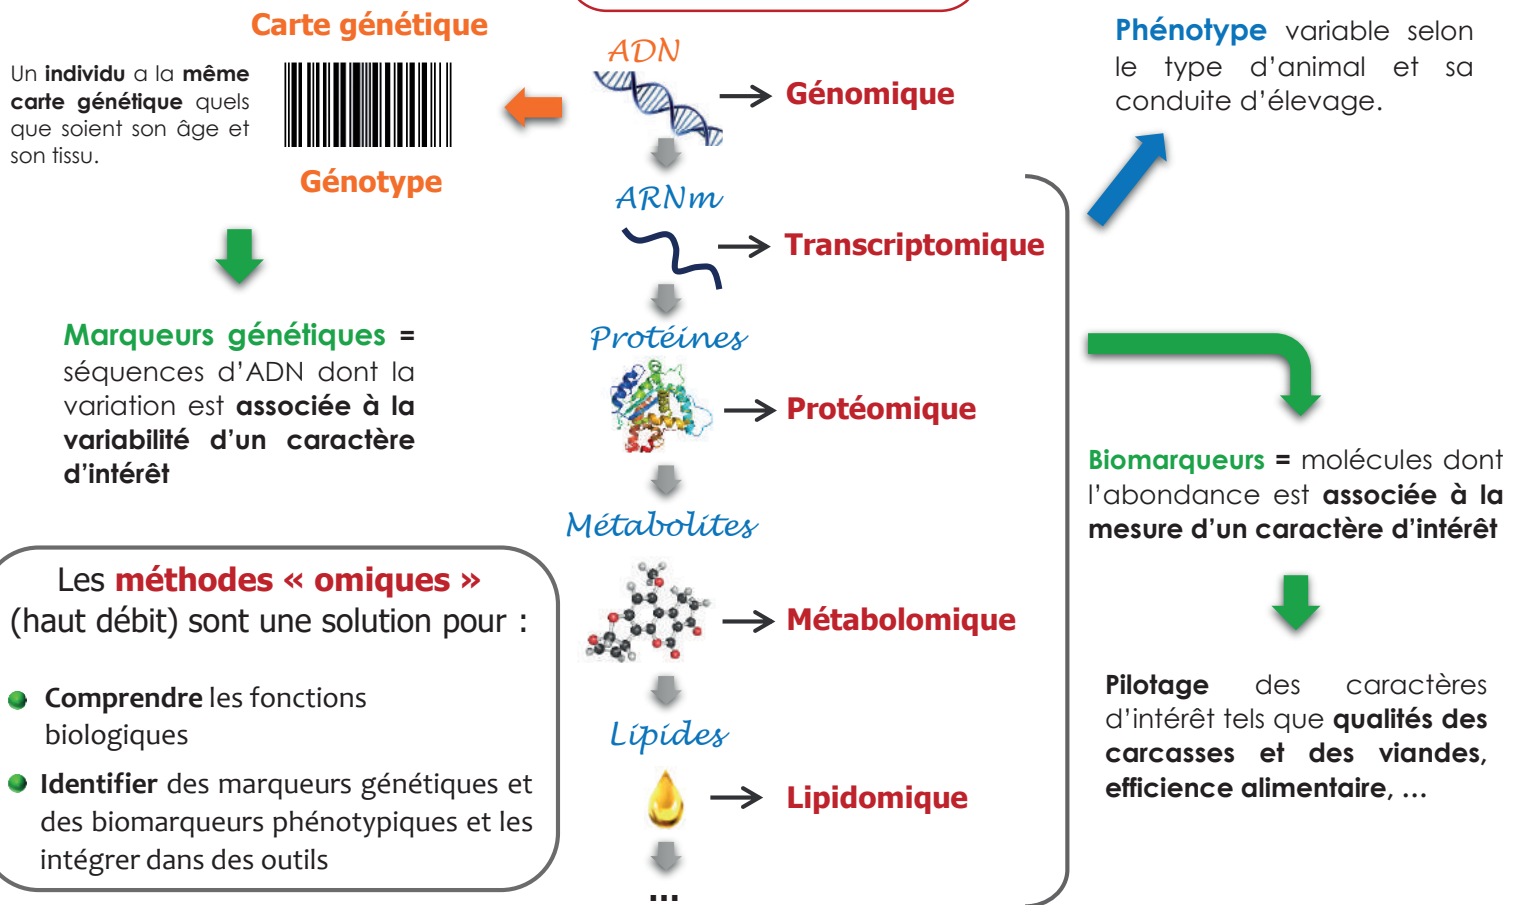 Carte génétique
Un individu a la même
carte génétique quels
que soient son âge et
son tissu.
Génotype
Marqueurs génétiques =
séquences d'ADN dont la
variation est associée à la
variabilité d'un caractère
d'intérêt
Les méthodes « omiques »
(haut débit) sont une solution pour :
Comprendre les fonctions
biologiques
Identifier des marqueurs génétiques et
des biomarqueurs phénotypiques et les
intégrer dans des outils
ADN
Génomique
ARNm
Transcriptomique
Protéines
Protéomique
Métabolites
Métabolomique
Lipides
Lipidomique
...
Phénotype variable selon
le type d'animal et sa
conduite d'élevage.
Biomarqueurs = molécules dont
l'abondance est associée à la
mesure d'un caractère d'intérêt
Pilotage des caractères
d'intérêt tels que qualités des
carcasses et des viandes,
efficience alimentaire, ...